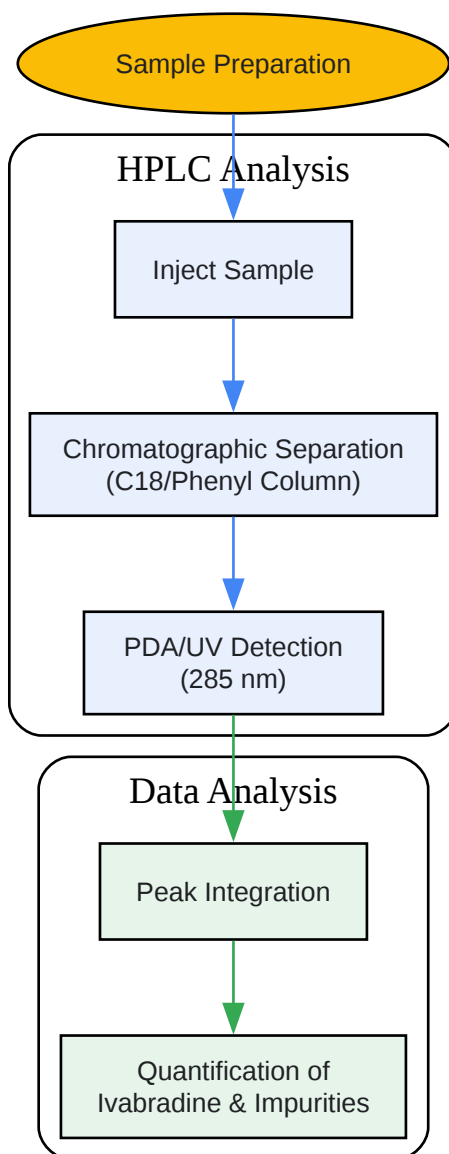 Sample Preparation
HPLC Analysis
Inject Sample
Chromatographic Separation
(C18/Phenyl Column)
PDA/UV Detection
(285 nm)
Data Analysis
Peak Integration
Quantification of
Ivabradine & Impurities